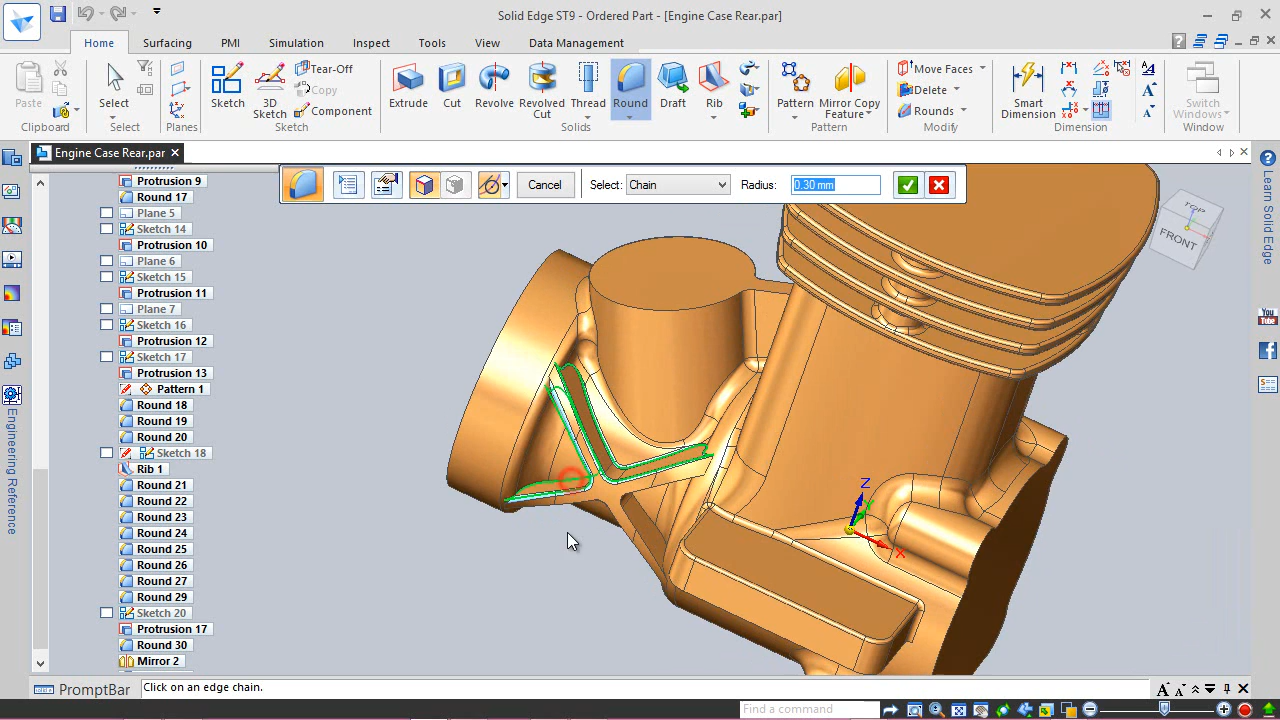 Solid Edge ST9 - Ordered Part - [Engine Case Rear.par]
Home Surfacing PMI Simulation Inspect Tools View Data Management
Paste
Clipboard
Select
Select
Planes
Sketch
3D Sketch
Tear-Off
Copy
Component
Sketch
Extrude
Cut
Revolve
Revolved Cut
Thread
Round
Draft
Rib
Solids
Pattern
Mirror Copy Feature
Pattern
Move Faces
Delete
Rounds
Modify
Smart Dimension
Dimension
Switch Windows
Window
Engine Case Rear.par
Cancel Select: Chain Radius: 0.30 mm
Protrusion 9
Round 17
Plane 5
Sketch 14
Protrusion 10
Plane 6
Sketch 15
Protrusion 11
Plane 7
Sketch 16
Protrusion 12
Sketch 17
Protrusion 13
Pattern 1
Round 18
Round 19
Round 20
Sketch 18
Rib 1
Round 21
Round 22
Round 23
Round 24
Round 25
Round 26
Round 27
Round 29
Sketch 20
Protrusion 17
Round 30
Mirror 2
Engineering Reference
TOP
FRONT
Z
Y
X
Learn Solid Edge
You Tube
PromptBar
Click on an edge chain.
Find a command